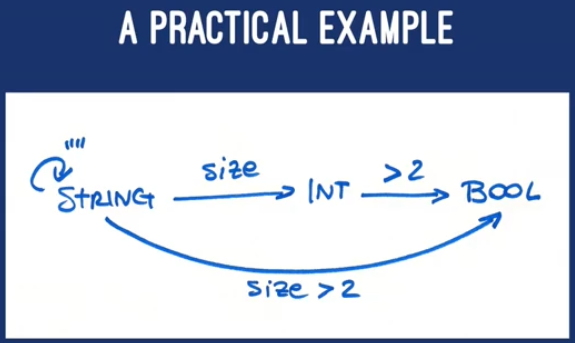 A PRACTICAL EXAMPLE
""
size
>2
STRING
INT
BOOL
size > 2